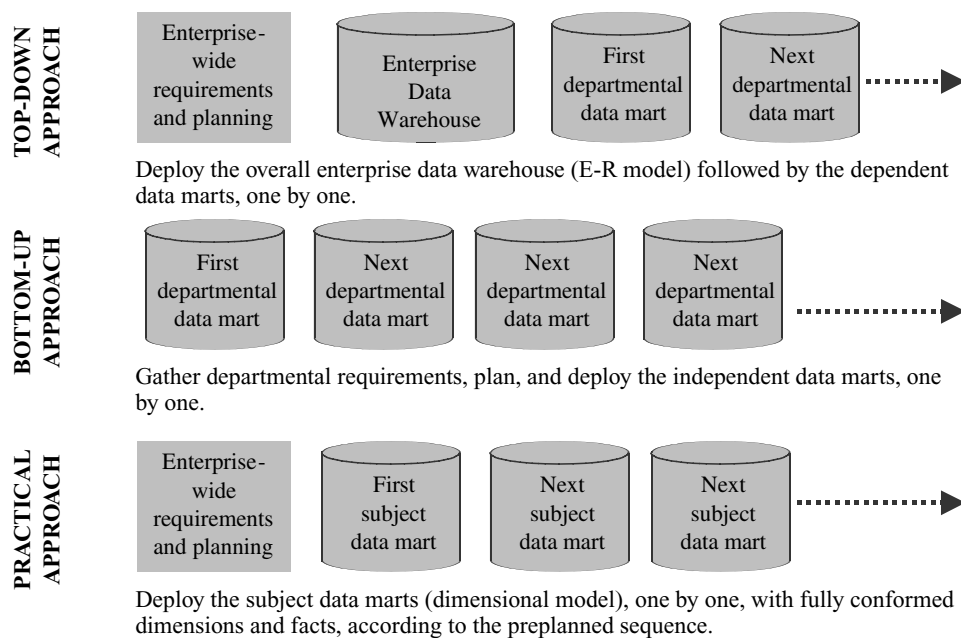 TOP-DOWN
APPROACH
Enterprise-
wide
requirements
and planning
Enterprise
Data
Warehouse
First
departmental
data mart
Next
departmental
data mart
Deploy the overall enterprise data warehouse (E-R model) followed by the dependent
data marts, one by one.
BOTTOM-UP
APPROACH
First
departmental
data mart
Next
departmental
data mart
Next
departmental
data mart
Next
departmental
data mart
Gather departmental requirements, plan, and deploy the independent data marts, one
by one.
PRACTICAL
APPROACH
Enterprise-
wide
requirements
and planning
First
subject
data mart
Next
subject
data mart
Next
subject
data mart
Deploy the subject data marts (dimensional model), one by one, with fully conformed
dimensions and facts, according to the preplanned sequence.